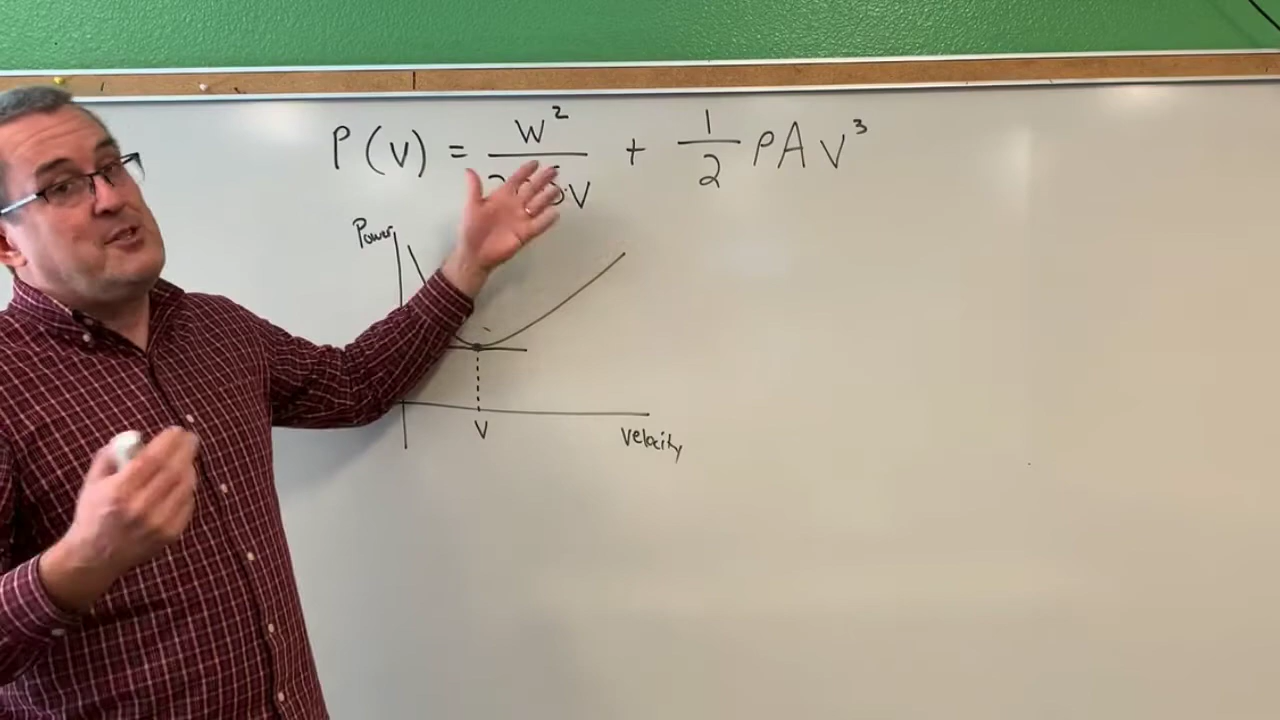 P(v) = w² + 1 ρAv³
v 2
Power
v
velocity